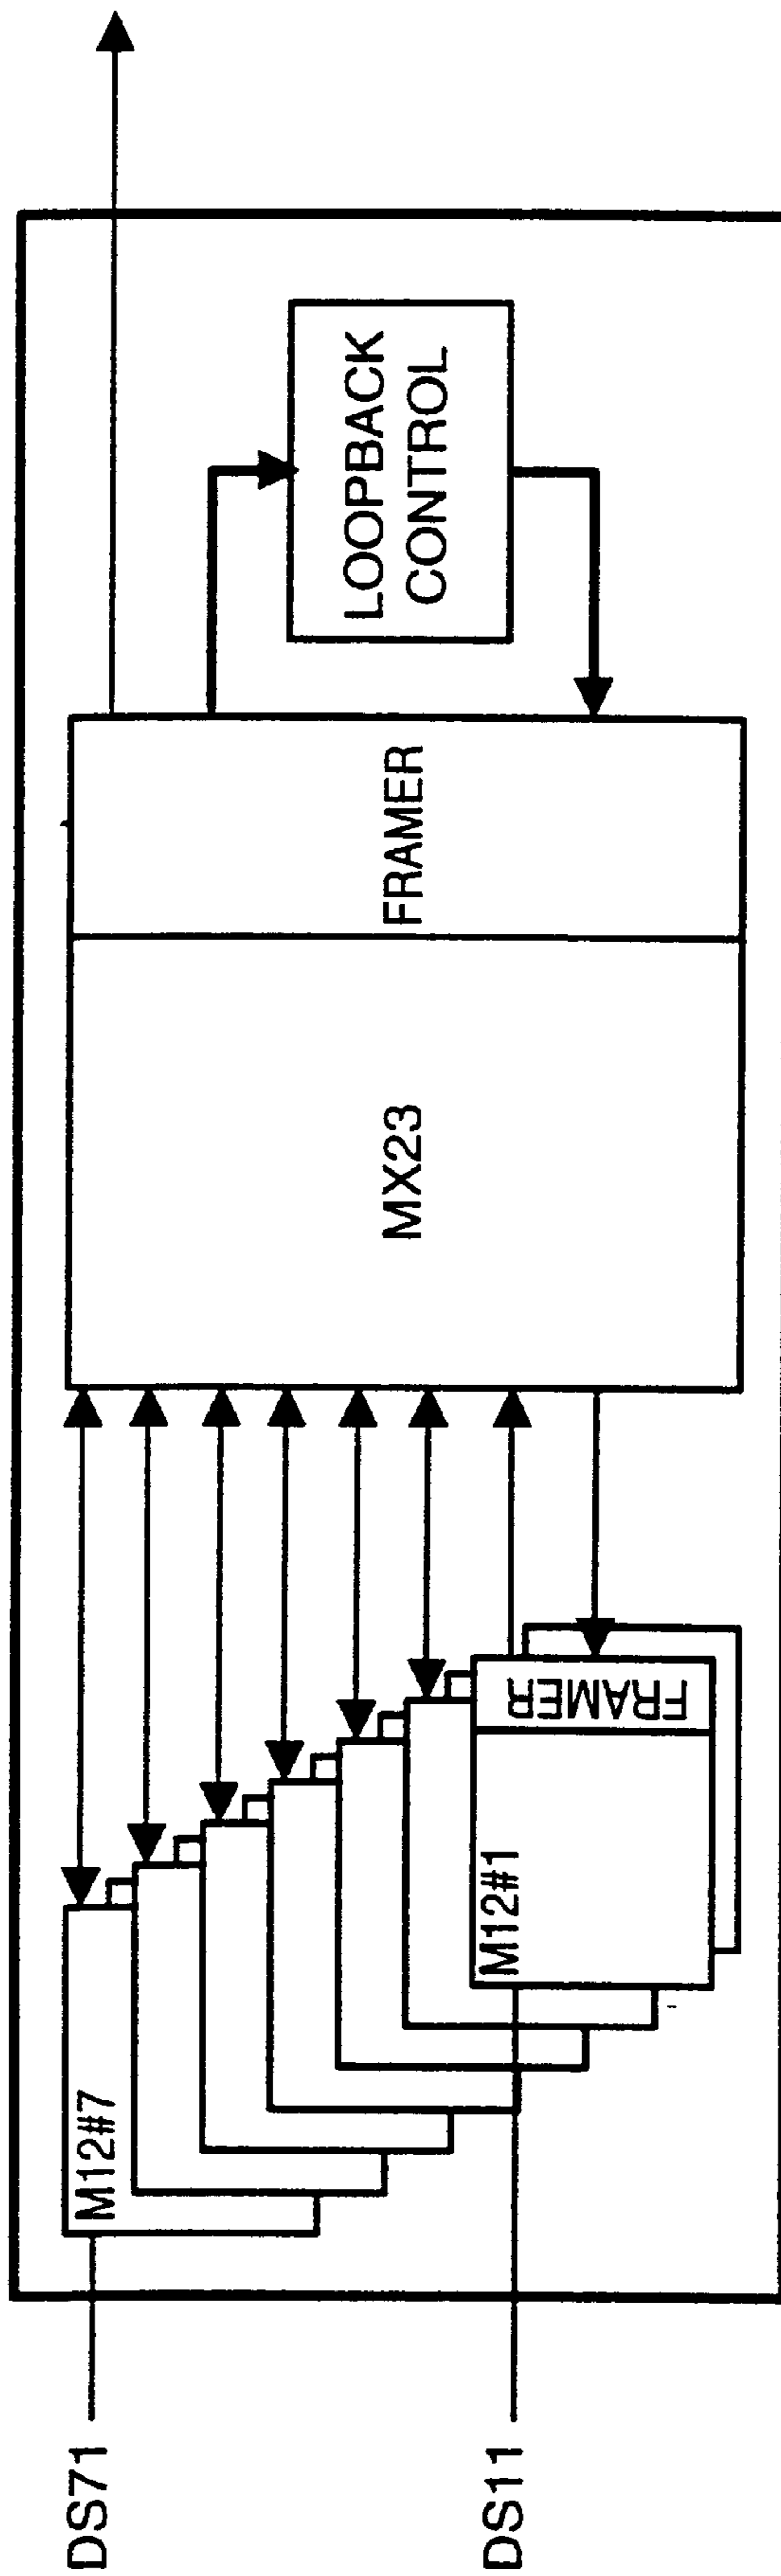 DS71
DS11
M12#7
M12#1
FRAMER
MX23
FRAMER
LOOPBACK
CONTROL